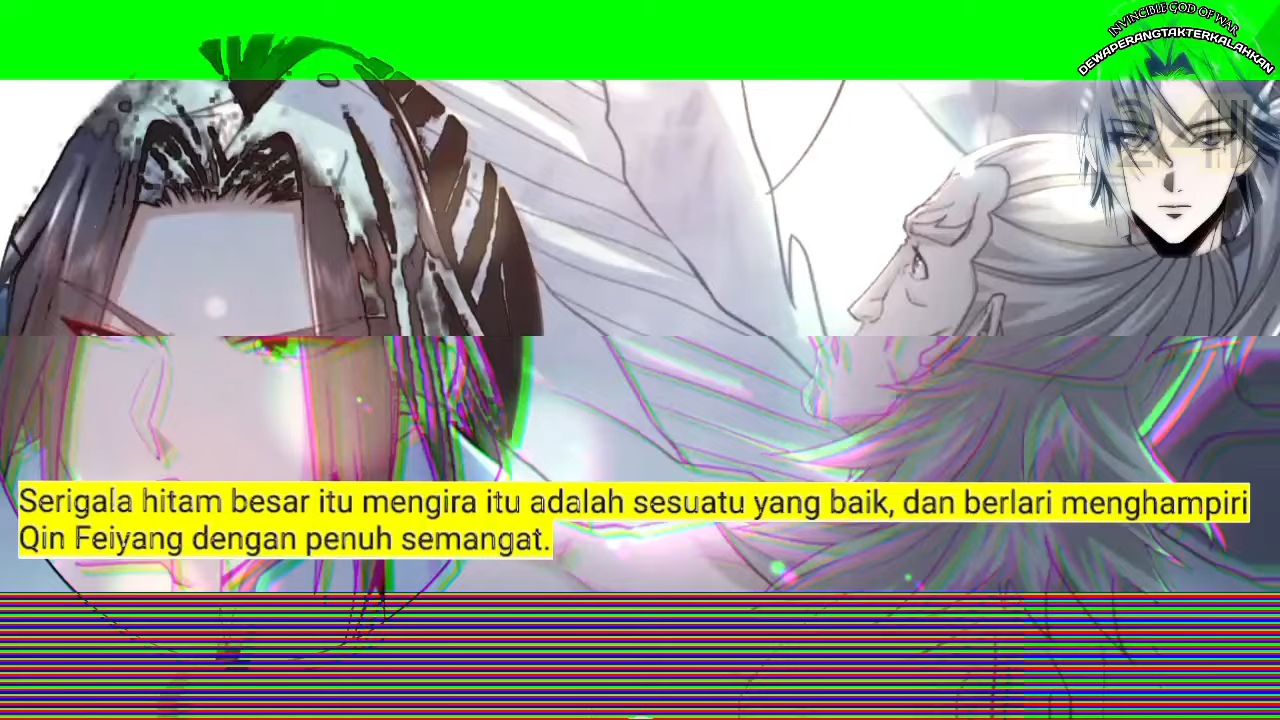 INVINCIBLE GOD OF WAR
DEWAPERANGTAKTERKALAHKAN
Serigala hitam besar itu mengira itu adalah sesuatu yang baik, dan berlari menghampiri
Qin Feiyang dengan penuh semangat.